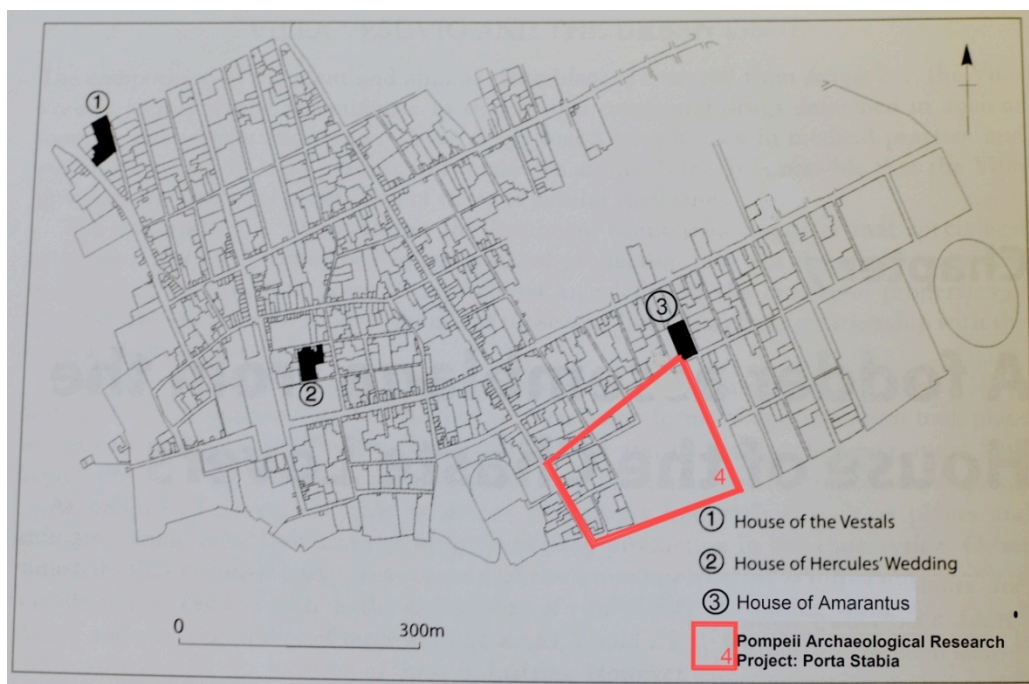 1
3
2
4
1 House of the Vestals
2 House of Hercules' Wedding
3 House of Amarantus
4 Pompeii Archaeological Research
Project: Porta Stabia
0 300m